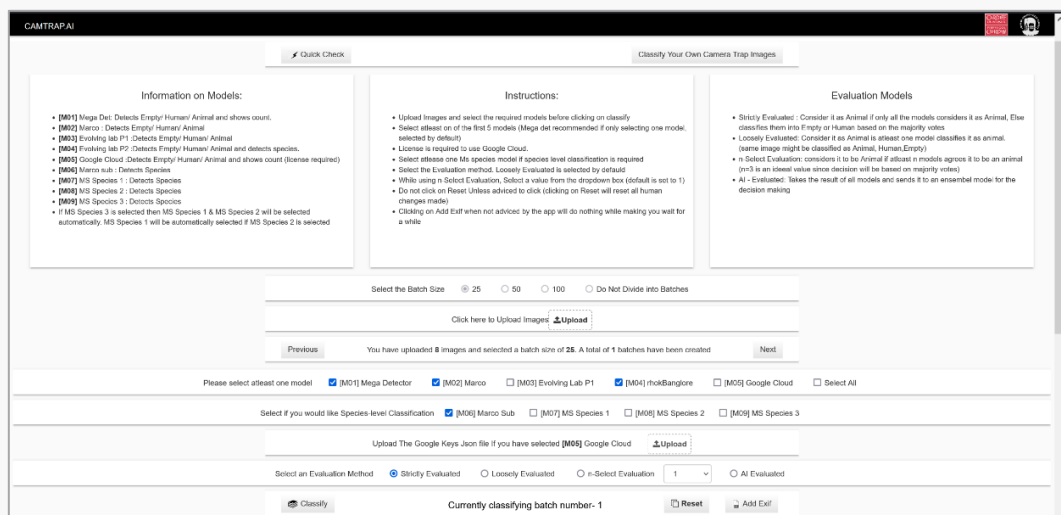 CAMTRAP.AI
Quick Check
Classify Your Own Camera Trap Images
Information on Models:
[M01] Mega Det: Detects Empty/ Human/ Animal and shows count.
[M02] Marco : Detects Empty/ Human/ Animal
[M03] Evolving lab P1 :Detects Empty/ Human/ Animal
[M04] Evolving lab P2 :Detects Empty/ Human/ Animal and detects species.
[M05] Google Cloud :Detects Empty/ Human/ Animal and shows count (license required)
[M06] Marco sub : Detects Species
[M07] MS Species 1 : Detects Species
[M08] MS Species 2 : Detects Species
[M09] MS Species 3 : Detects Species
If MS Species 3 is selected then MS Species 1 & MS Species 2 will be selected
automatically. MS Species 1 will be automatically selected if MS Species 2 is selected
Instructions:
Upload Images and select the required models before clicking on classify
Select atleast on of the first 5 models (Mega det recommended if only selecting one model,
selected by default)
License is required to use Google Cloud.
Select atlease one Ms species model if species level classification is required
Select the Evaluation method, Loosely Evaluated is selected by defauld
While using n-Select Evaluation, Select a value from the dropdown box (default is set to 1)
Do not click on Reset Unless adviced to click (clicking on Reset will reset all human
changes made)
Clicking on Add Exif when not adviced by the app will do nothing while making you wait for
a while
Evaluation Models
Strictly Evaluated : Consider it as Animal if only all the models considers it as Animal, Else
classifies them into Empty or Human based on the majority votes
Loosely Evaluated: Consider it as Animal is atleast one model classifies it as animal.
(same image might be classified as Animal, Human,Empty)
n-Select Evaluation: considers it to be Animal if atleast n models agrees it to be an animal
(n=3 is an ideeal value since decision will be based on mejority votes)
AI - Evaluated: Takes the result of all models and sends it to an ensembel model for the
decision making
Select the Batch Size 25 50 100 Do Not Divide into Batches
Click here to Upload Images Upload
Previous You have uploaded 8 images and selected a batch size of 25. A total of 1 batches have been created Next
Please select atleast one model [M01] Mega Detector [M02] Marco [M03] Evolving Lab P1 [M04] rhokBanglore [M05] Google Cloud Select All
Select if you would like Species-level Classification [M06] Marco Sub [M07] MS Species 1 [M08] MS Species 2 [M09] MS Species 3
Upload The Google Keys Json file If you have selected [M05] Google Cloud Upload
Select an Evaluation Method Strictly Evaluated Loosely Evaluated n-Select Evaluation 1 AI Evaluated
Classify Currently classifying batch number- 1 Reset Add Exif